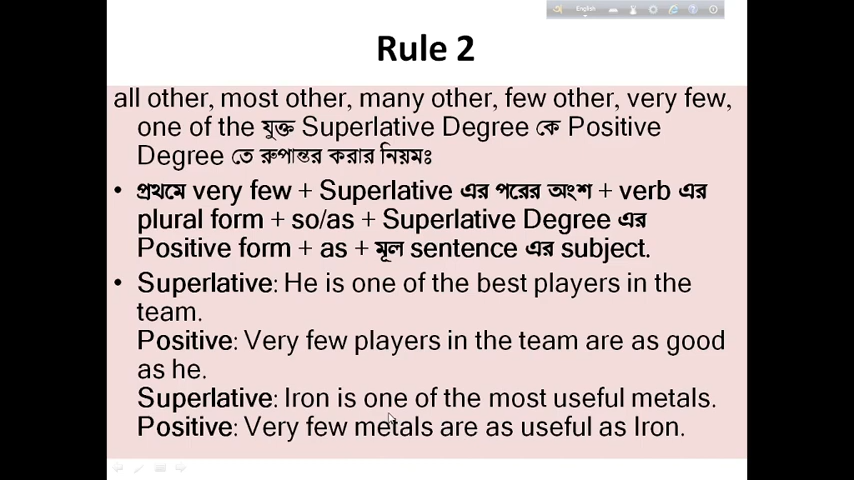 English
Rule 2
all other, most other, many other, few other, very few,
one of the যুক্ত Superlative Degree কে Positive
Degree তে রুপান্তর করার নিয়মঃ
• প্রথমে very few + Superlative এর পরের অংশ + verb এর
plural form + so/as + Superlative Degree এর
Positive form + as + মূল sentence এর subject.
• Superlative: He is one of the best players in the
team.
Positive: Very few players in the team are as good
as he.
Superlative: Iron is one of the most useful metals.
Positive: Very few metals are as useful as Iron.